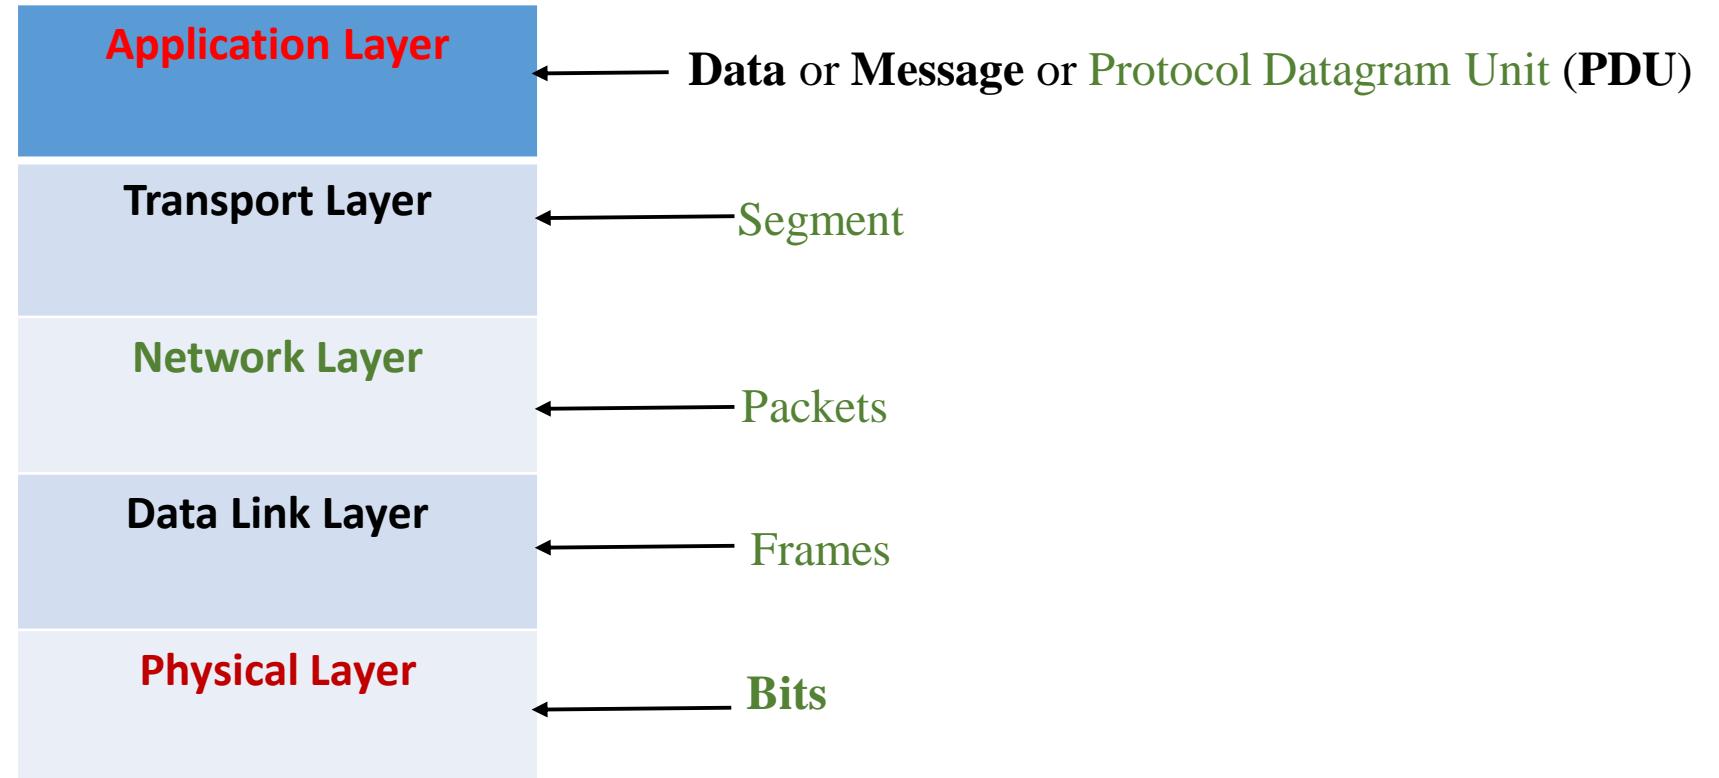 Application Layer
Data or Message or Protocol Datagram Unit (PDU)
Transport Layer
Segment
Network Layer
Packets
Data Link Layer
Frames
Physical Layer
Bits